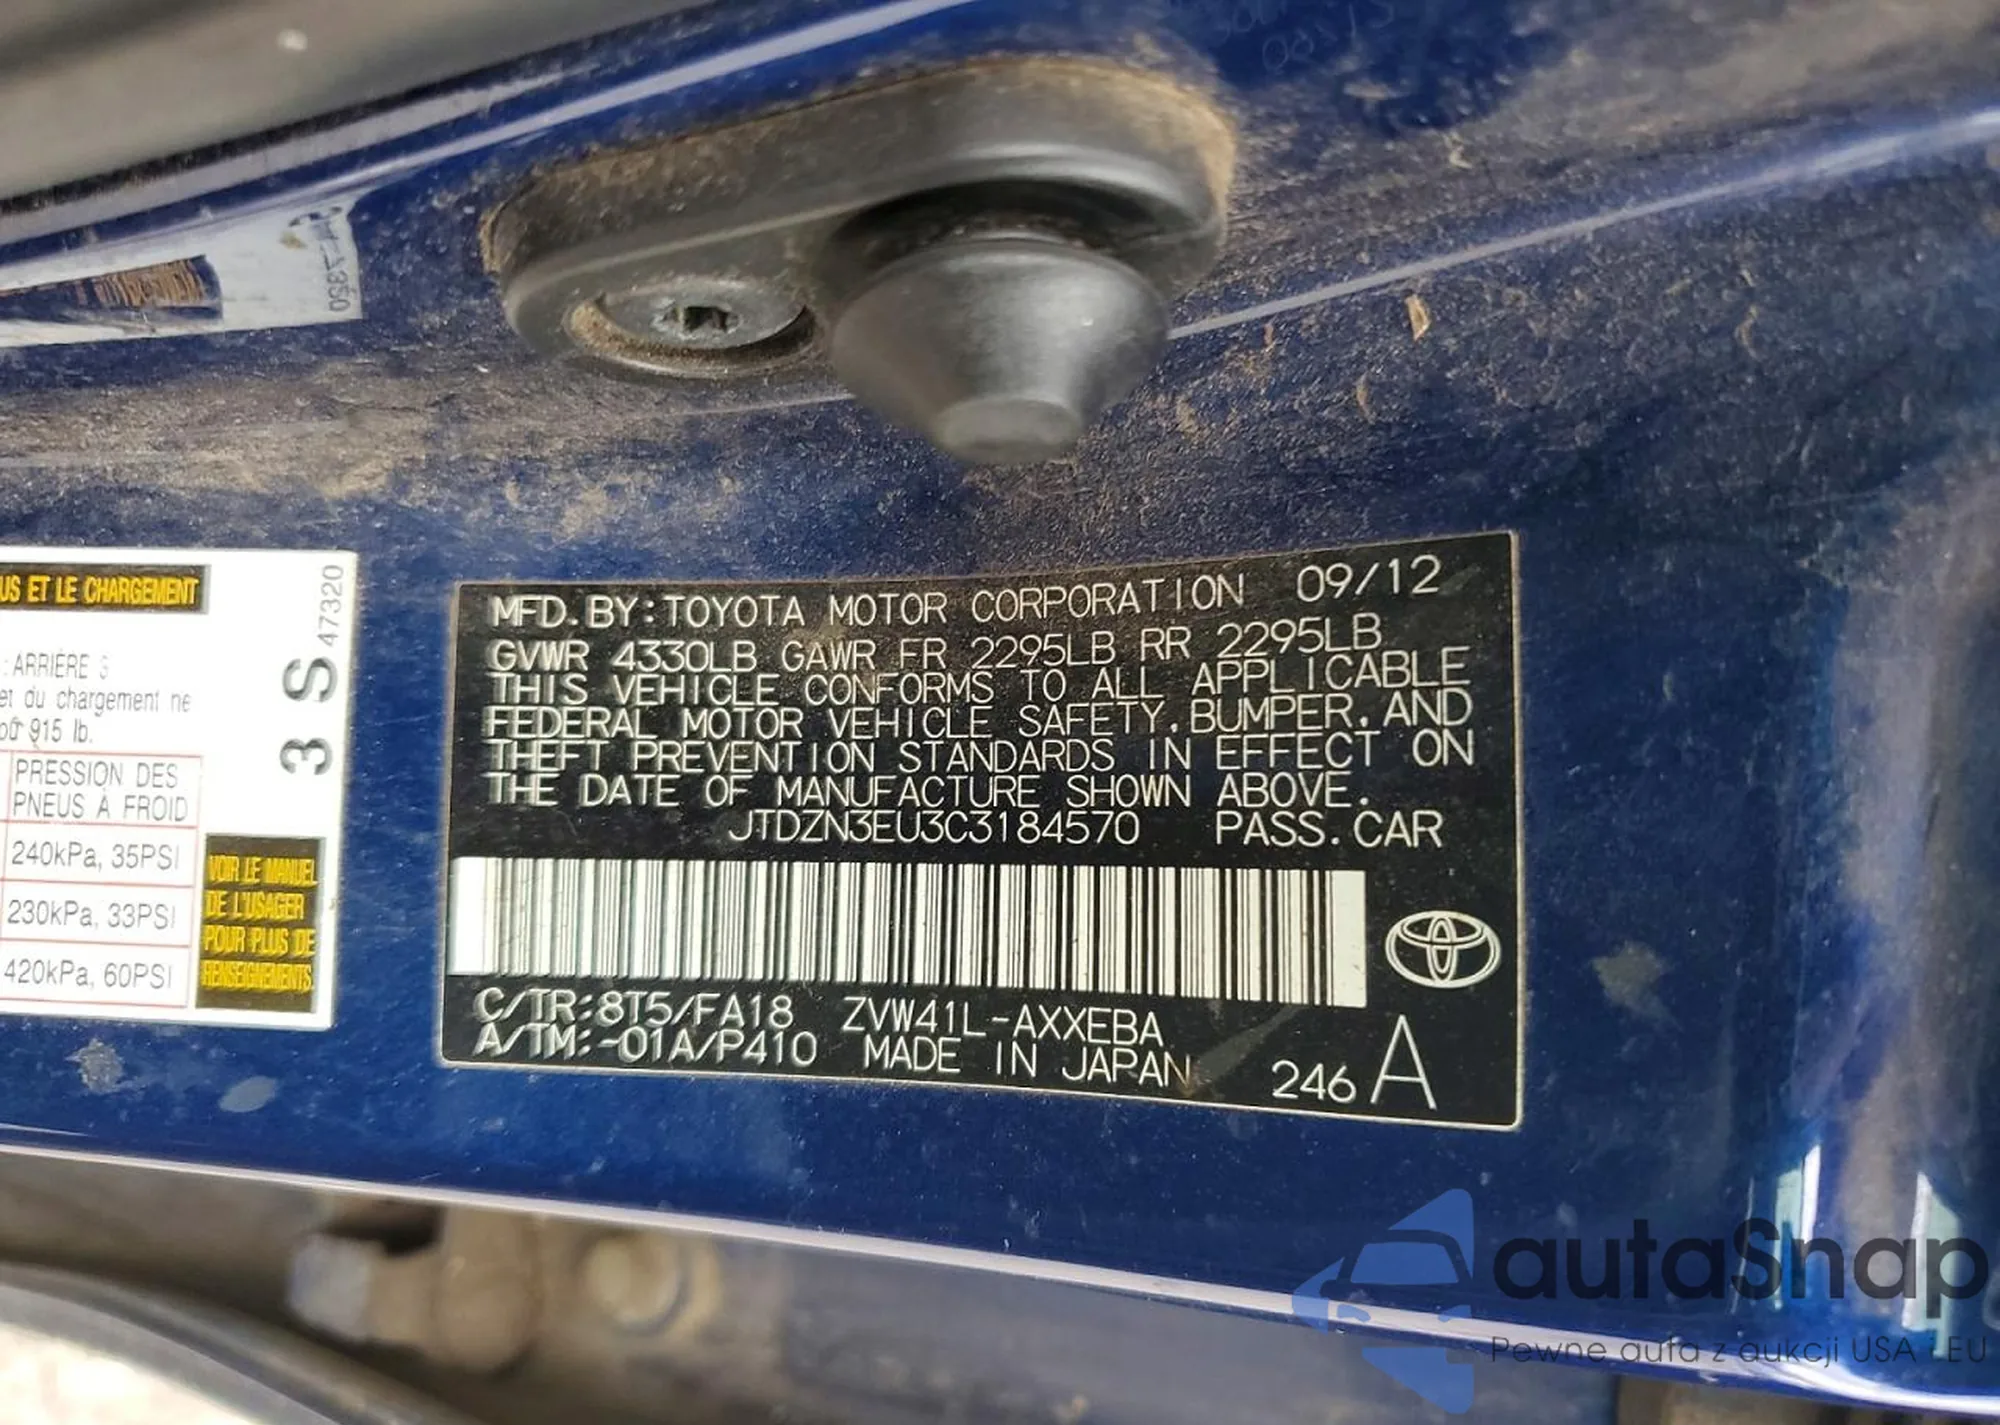 SA-7350
US ET LE CHARGEMENT
47320
3 S
: ARRIÈRE 3
et du chargement ne
915 lb.
PRESSION DES
PNEUS À FROID
240kPa, 35PSI
230kPa, 33PSI
420kPa, 60PSI
VOIR LE MANUEL
DE L'USAGER
POUR PLUS DE
RENSEIGNEMENTS.
MFD. BY: TOYOTA MOTOR CORPORATION 09/12
GVWR 4330LB GAWR FR 2295LB RR 2295LB
THIS VEHICLE CONFORMS TO ALL APPLICABLE
FEDERAL MOTOR VEHICLE SAFETY, BUMPER, AND
THEFT PREVENTION STANDARDS IN EFFECT ON
THE DATE OF MANUFACTURE SHOWN ABOVE.
JTDZN3EU3C3184570 PASS. CAR
C/TR: 8T5/FA18 ZVW41L-AXXEBA
A/TM: -01A/P410 MADE IN JAPAN
246 A
autaSnap
Pewne auta z aukcji USA i EU